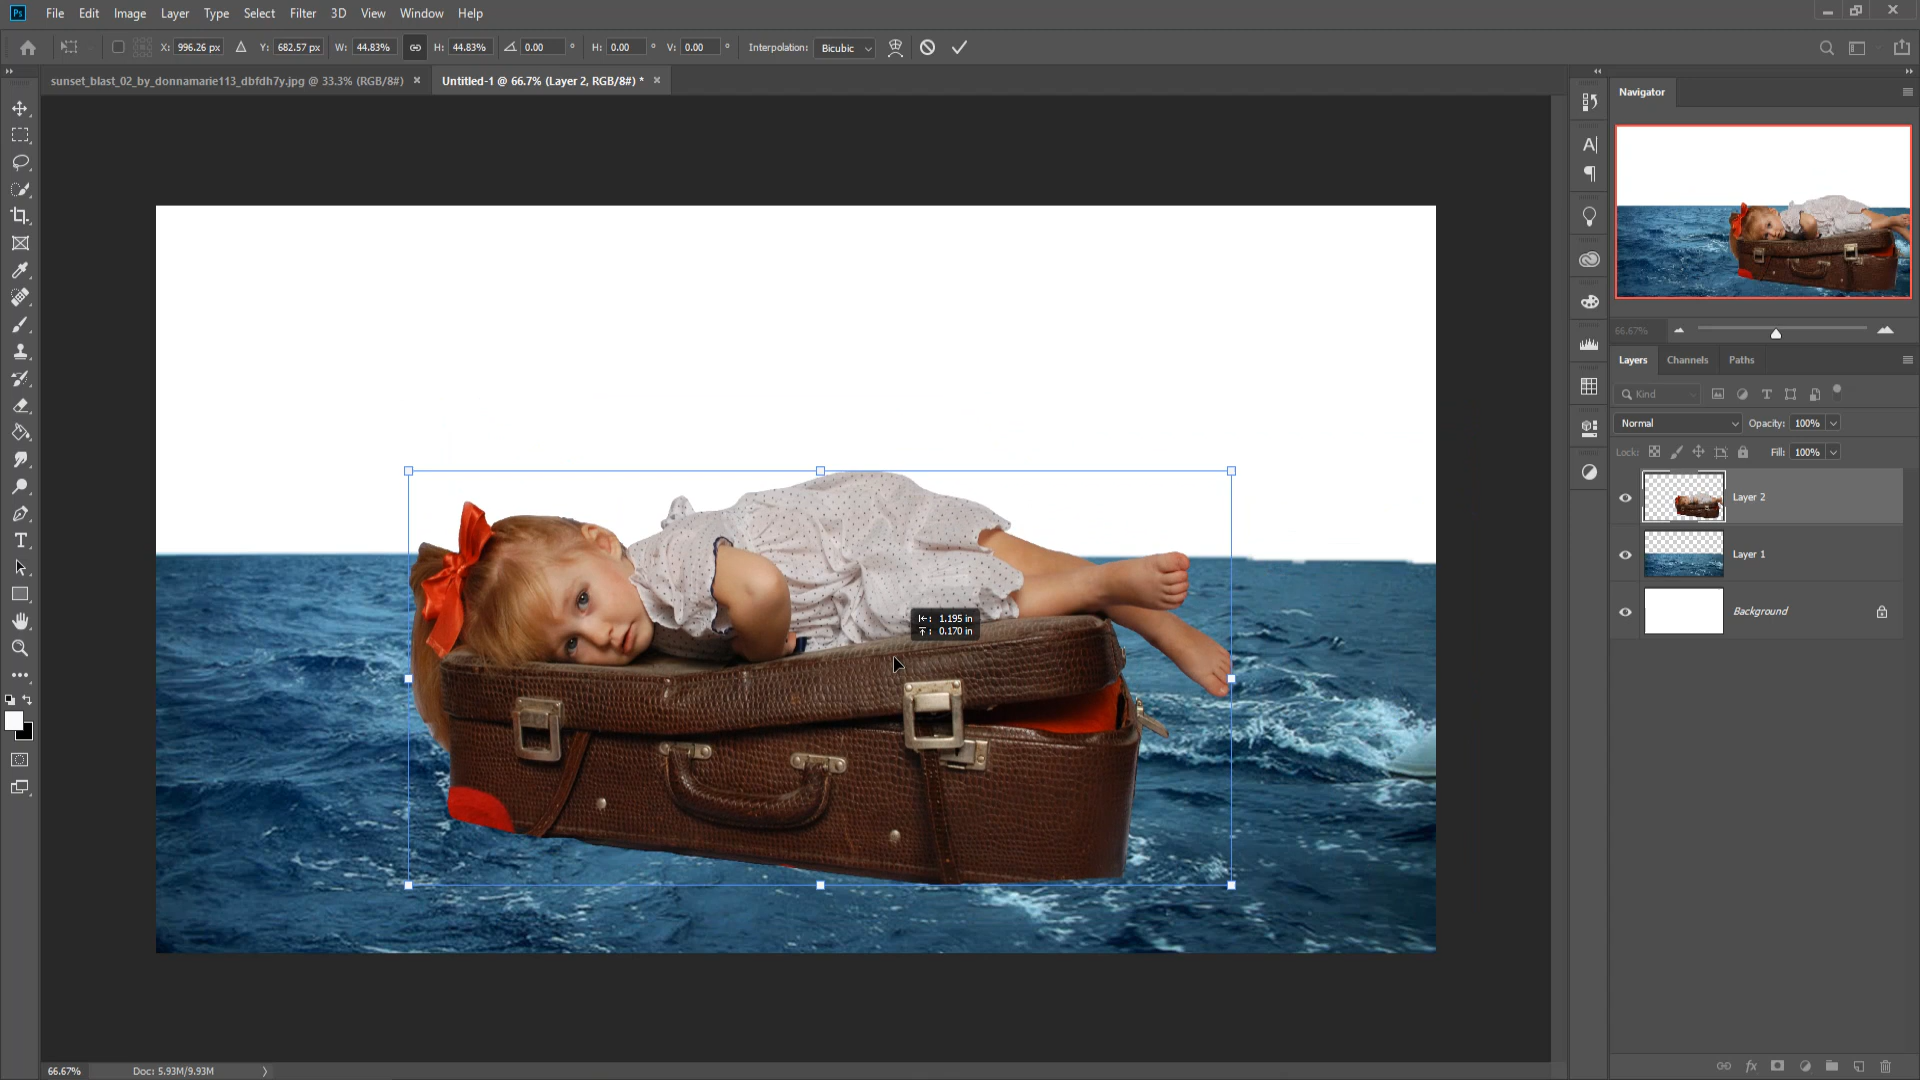 Ps File Edit Image Layer Type Select Filter 3D View Window Help
X: 996.26 px Y: 682.57 px W: 44.83% H: 44.83% 0.00 ° H: 0.00 ° V: 0.00 ° Interpolation: Bicubic
sunset_blast_02_by_donnamarie113_dbfdh7y.jpg @ 33.3% (RGB/8#) × Untitled-1 @ 66.7% (Layer 2, RGB/8#) * ×
Navigator
66.67%
Layers Channels Paths
Kind
Normal Opacity: 100%
Lock: Fill: 100%
Layer 2
Layer 1
Background
1.195 in
0.170 in
66.67% Doc: 5.93M/9.93M